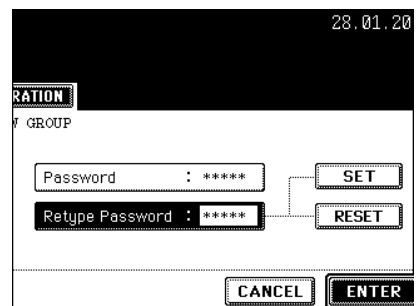 28.01.20
RATION
GROUP
Password : ***** SET
Retype Password : ***** RESET
CANCEL ENTER